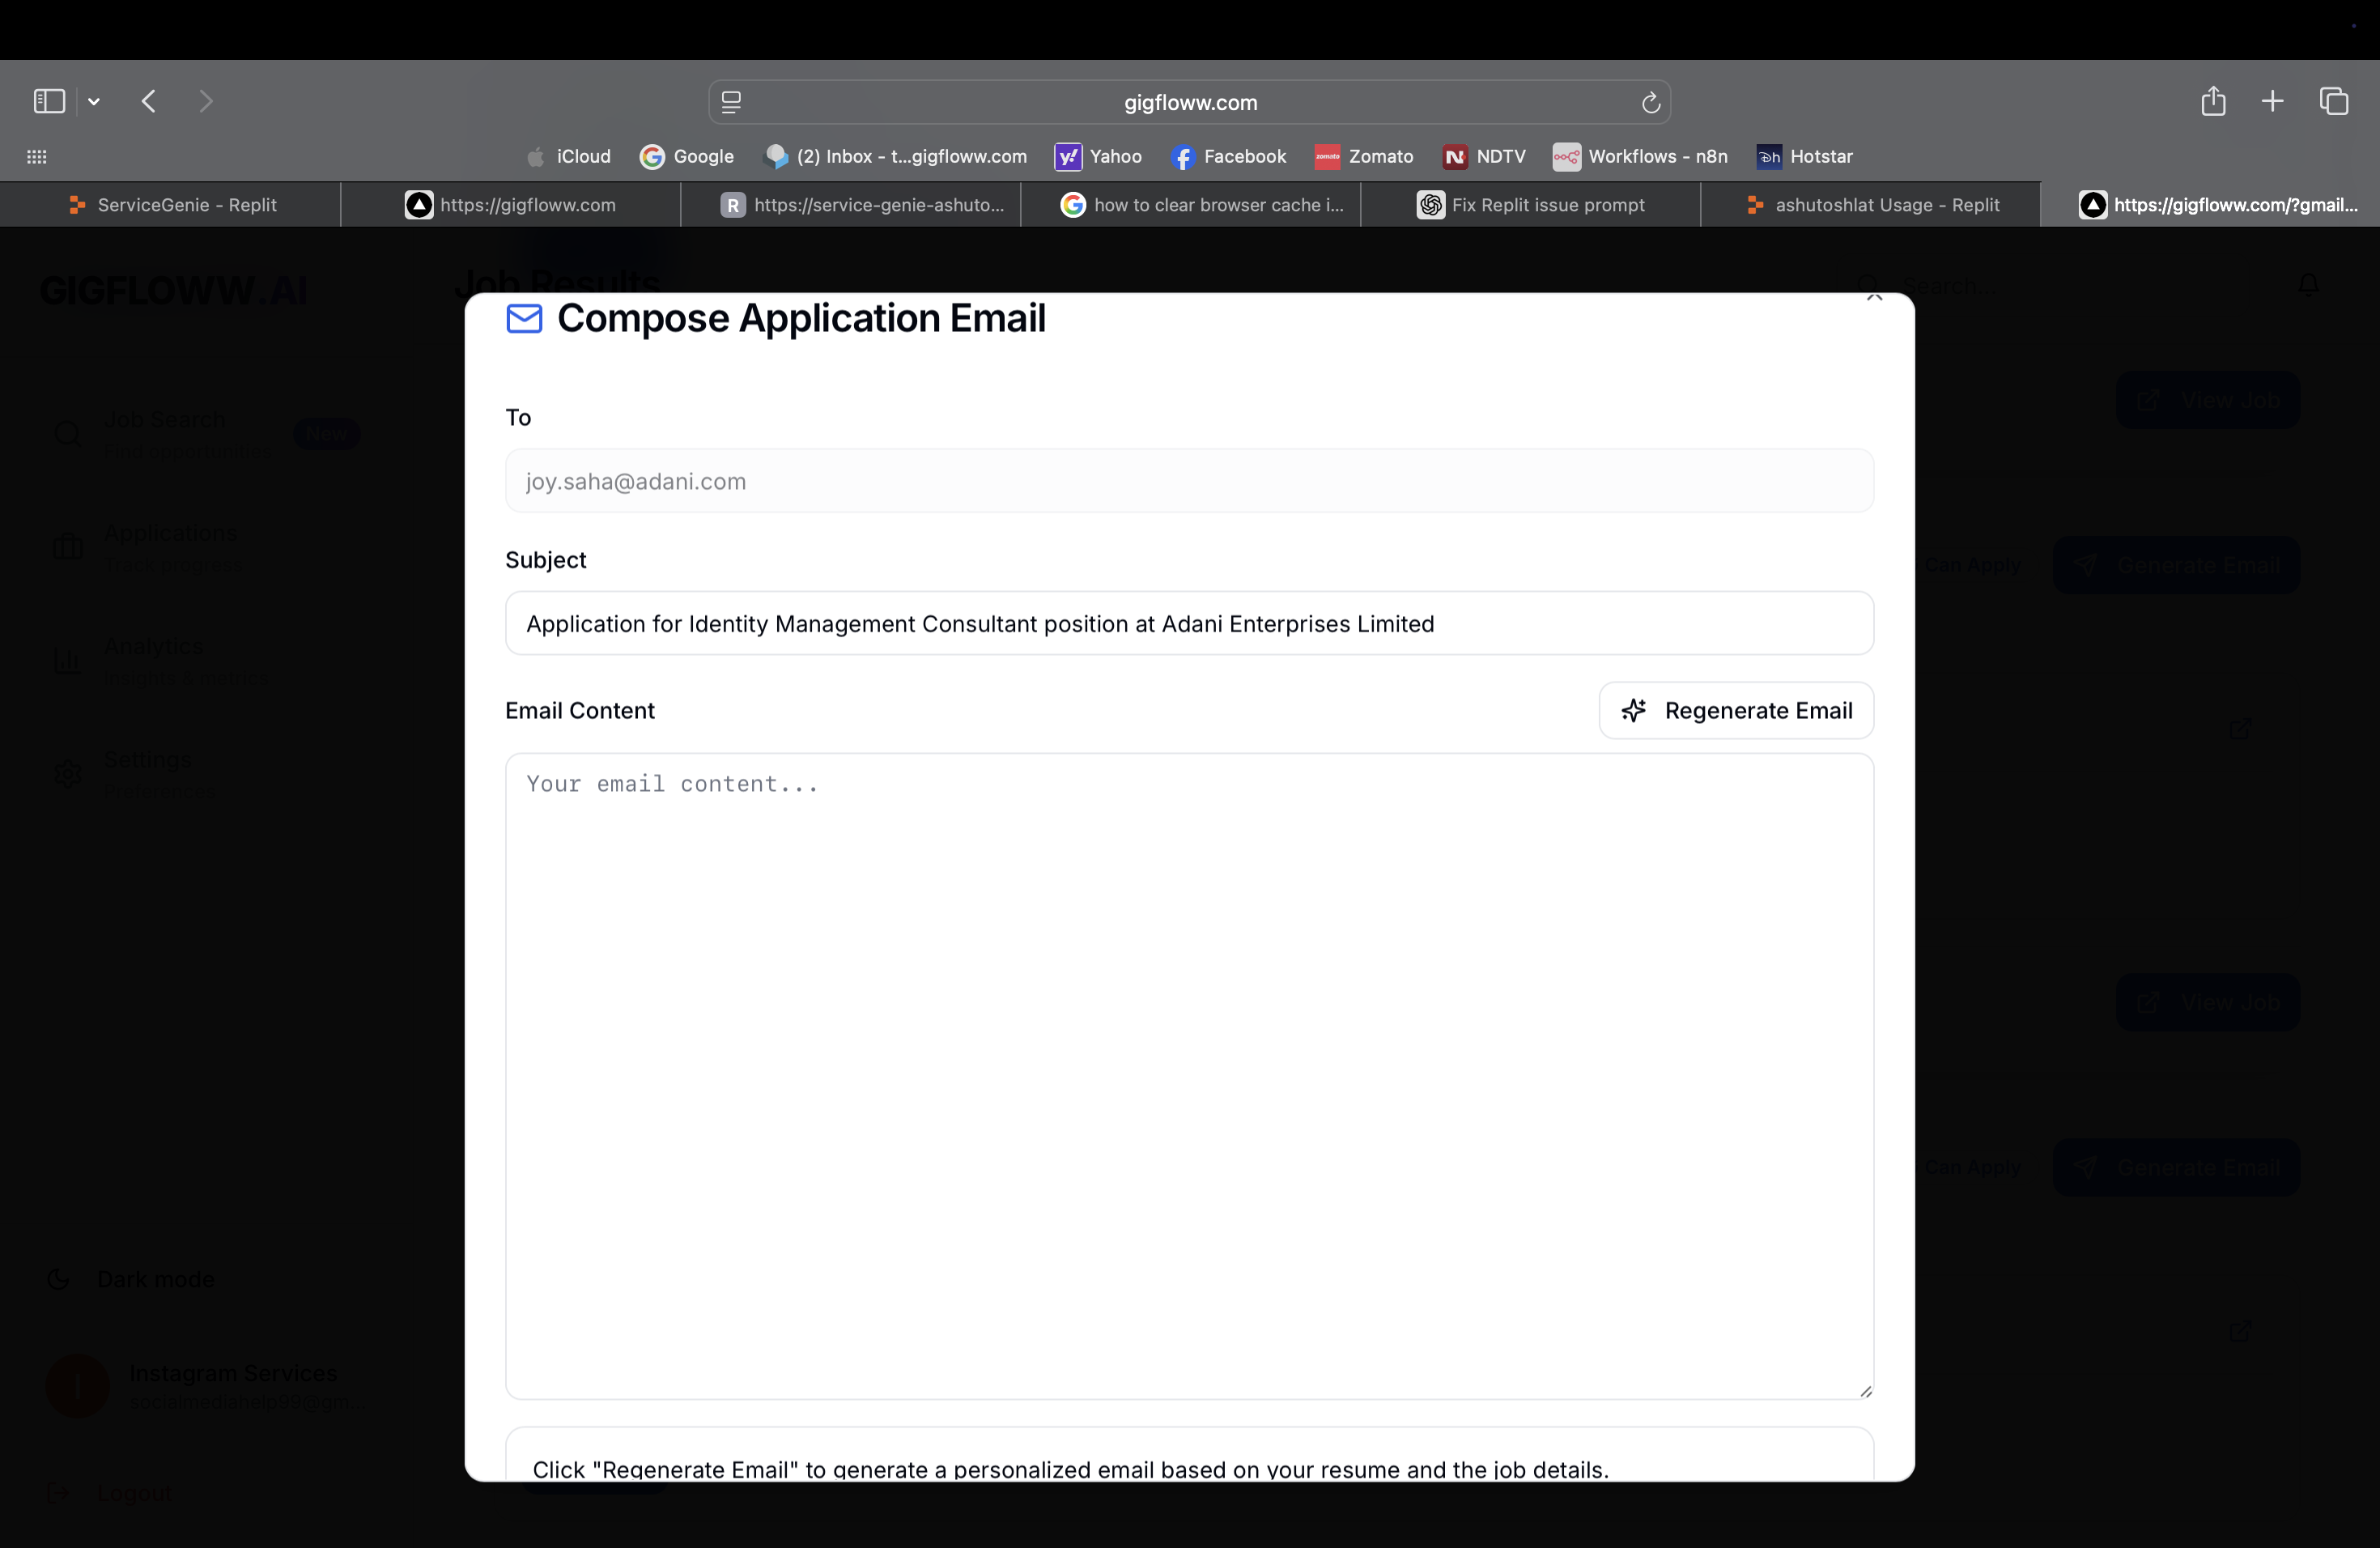 gigfloww.com
iCloud
Google
(2) Inbox - t...gigfloww.com
Yahoo
Facebook
Zomato
NDTV
Workflows - n8n
Hotstar
ServiceGenie - Replit
https://gigfloww.com
R
https://service-genie-ashuto...
how to clear browser cache i...
Fix Replit issue prompt
ashutoshlat Usage - Replit
https://gigfloww.com/?gmail...
GIGFLOWW.AI
Job Results
Search...
Compose Application Email
To
joy.saha@adani.com
Subject
Application for Identity Management Consultant position at Adani Enterprises Limited
Email Content
Regenerate Email
Your email content...
Click "Regenerate Email" to generate a personalized email based on your resume and the job details.
Job Search
Find opportunities
New
Applications
Track progress
Analytics
Insights & metrics
Settings
Preferences
Dark mode
Instagram Services
socialmediahelp99@gm...
Logout
View Job
Can Apply
Generate Email
View Job
Can Apply
Generate Email